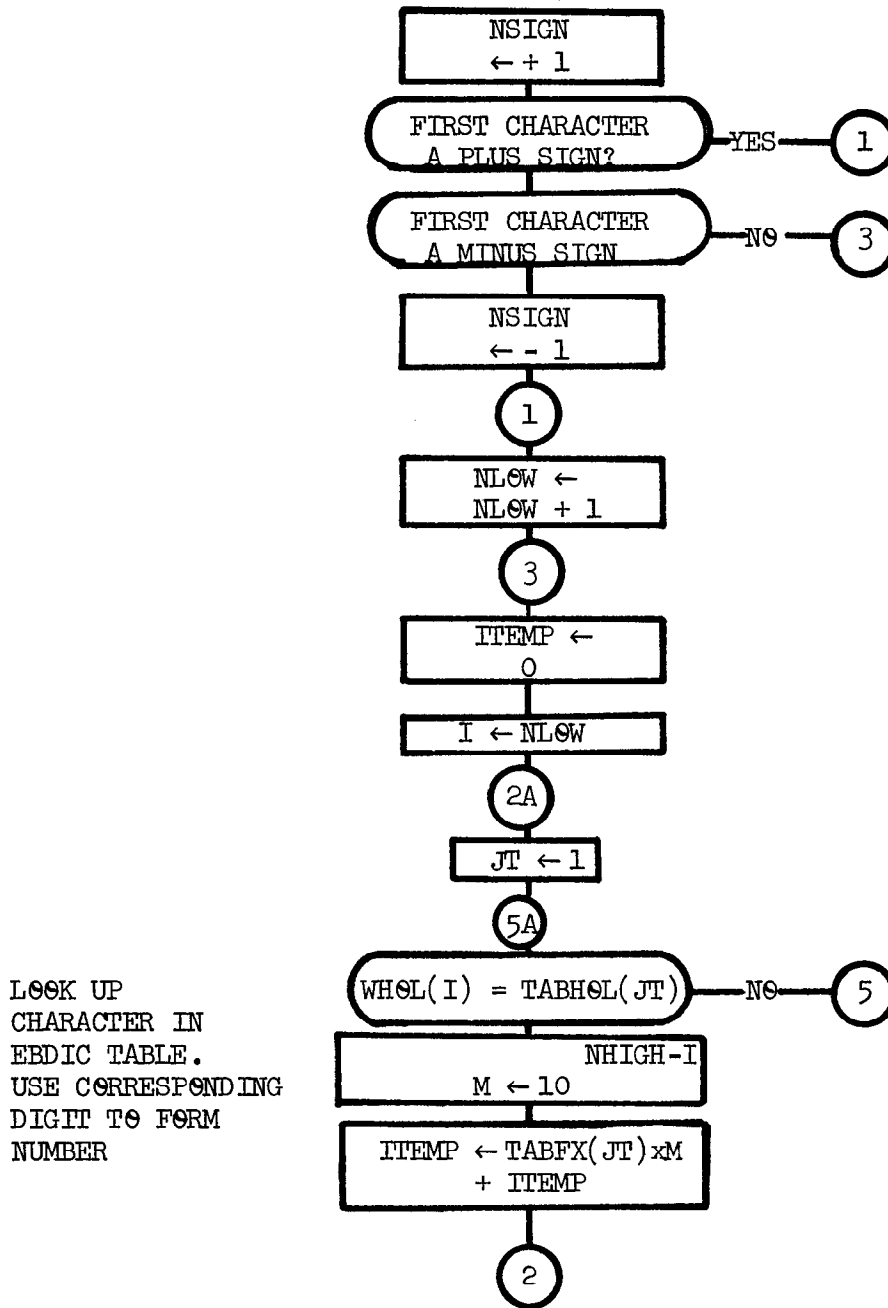 NSIGN
← + 1
FIRST CHARACTER
A PLUS SIGN?
YES
1
FIRST CHARACTER
A MINUS SIGN
NO
3
NSIGN
← - 1
1
NLOW ←
NLOW + 1
3
ITEMP ←
0
I ← NLOW
2A
JT ← 1
5A
WHOL(I) = TABHOL(JT)
NO
5
LOOK UP
CHARACTER IN
EBDIC TABLE.
USE CORRESPONDING
DIGIT TO FORM
NUMBER
NHIGH-I
M ← 10
ITEMP ← TABFX(JT)xM
+ ITEMP
2